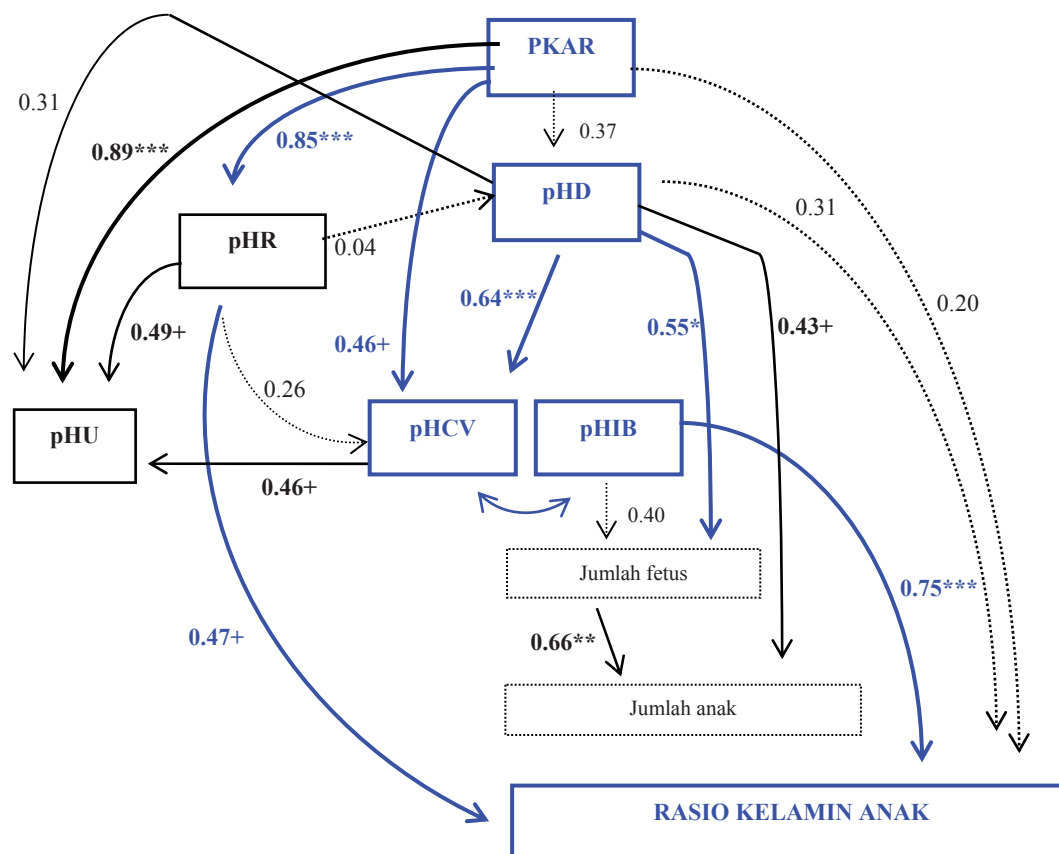 PKAR
0.31
0.37
0.89***
0.85***
pHD
0.31
pHR
0.04
0.64***
0.20
0.49+
0.46+
0.55*
0.43+
0.26
pHU
pHCV
pHIB
0.46+
0.40
Jumlah fetus
0.75***
0.47+
0.66**
Jumlah anak
RASIO KELAMIN ANAK